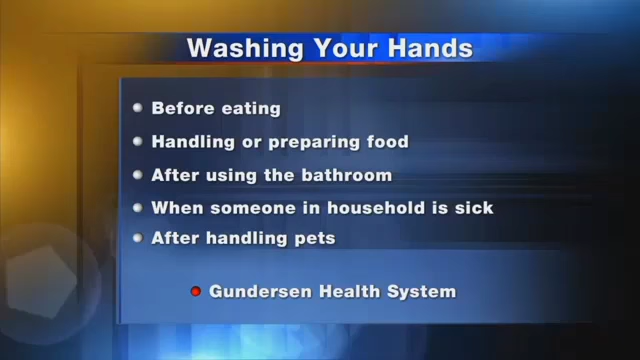 Washing Your Hands
Before eating
Handling or preparing food
After using the bathroom
When someone in household is sick
After handling pets
Gundersen Health System